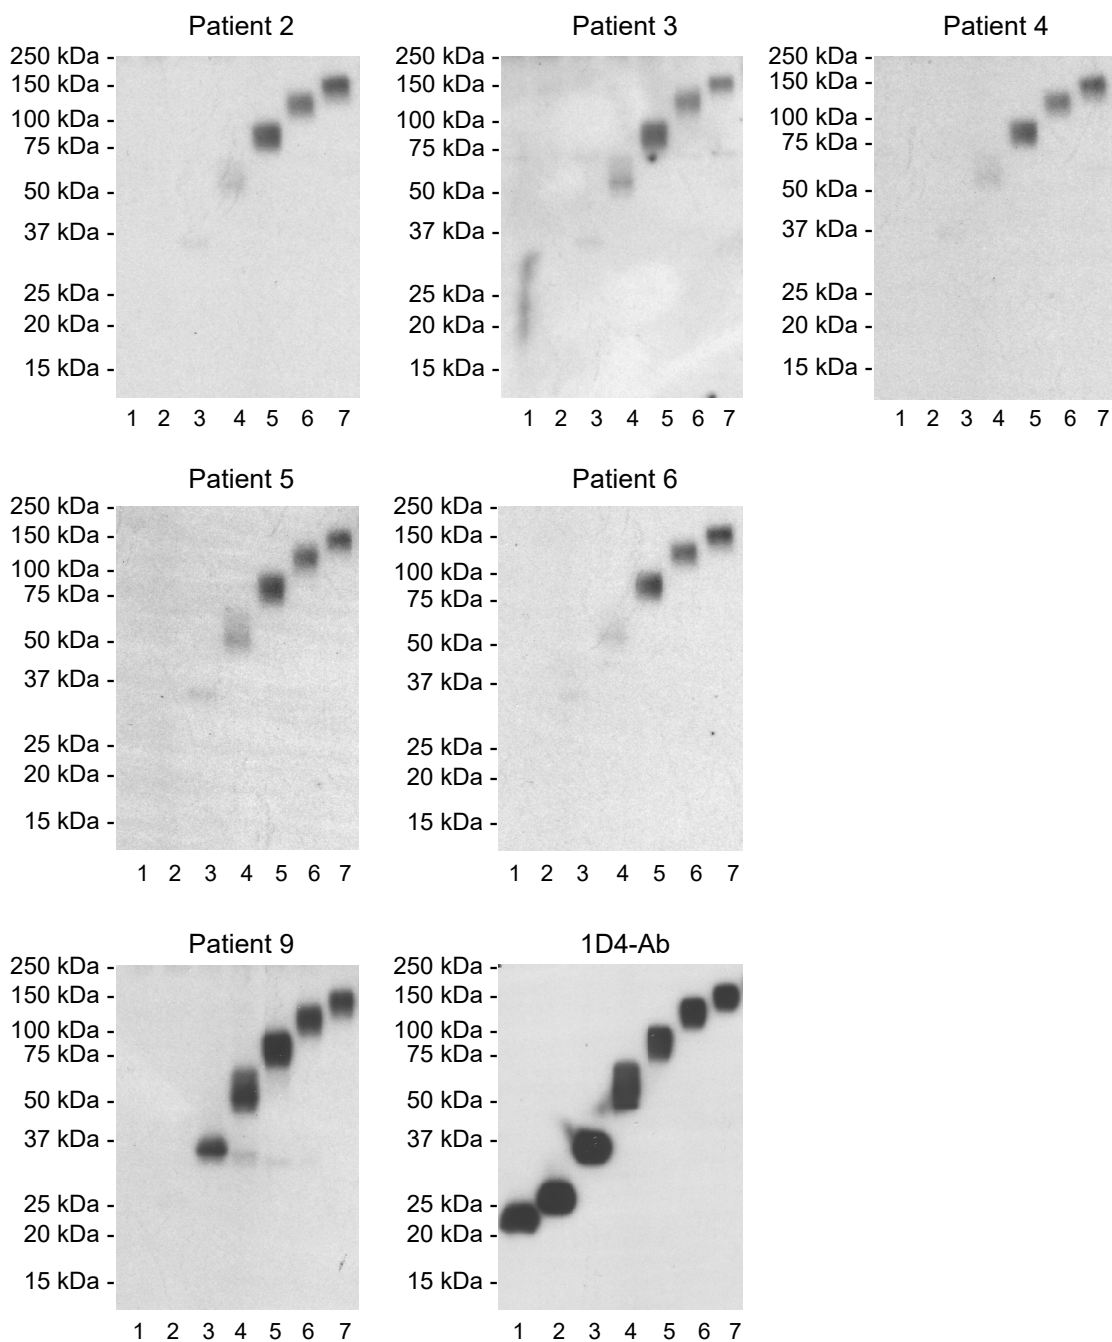 Patient 2
250 kDa -
150 kDa -
100 kDa -
75 kDa -
50 kDa -
37 kDa -
25 kDa -
20 kDa -
15 kDa -
1 2 3 4 5 6 7
Patient 3
250 kDa -
150 kDa -
100 kDa -
75 kDa -
50 kDa -
37 kDa -
25 kDa -
20 kDa -
15 kDa -
1 2 3 4 5 6 7
Patient 4
250 kDa -
150 kDa -
100 kDa -
75 kDa -
50 kDa -
37 kDa -
25 kDa -
20 kDa -
15 kDa -
1 2 3 4 5 6 7
Patient 5
250 kDa -
150 kDa -
100 kDa -
75 kDa -
50 kDa -
37 kDa -
25 kDa -
20 kDa -
15 kDa -
1 2 3 4 5 6 7
Patient 6
250 kDa -
150 kDa -
100 kDa -
75 kDa -
50 kDa -
37 kDa -
25 kDa -
20 kDa -
15 kDa -
1 2 3 4 5 6 7
Patient 9
250 kDa -
150 kDa -
100 kDa -
75 kDa -
50 kDa -
37 kDa -
25 kDa -
20 kDa -
15 kDa -
1 2 3 4 5 6 7
1D4-Ab
250 kDa -
150 kDa -
100 kDa -
75 kDa -
50 kDa -
37 kDa -
25 kDa -
20 kDa -
15 kDa -
1 2 3 4 5 6 7